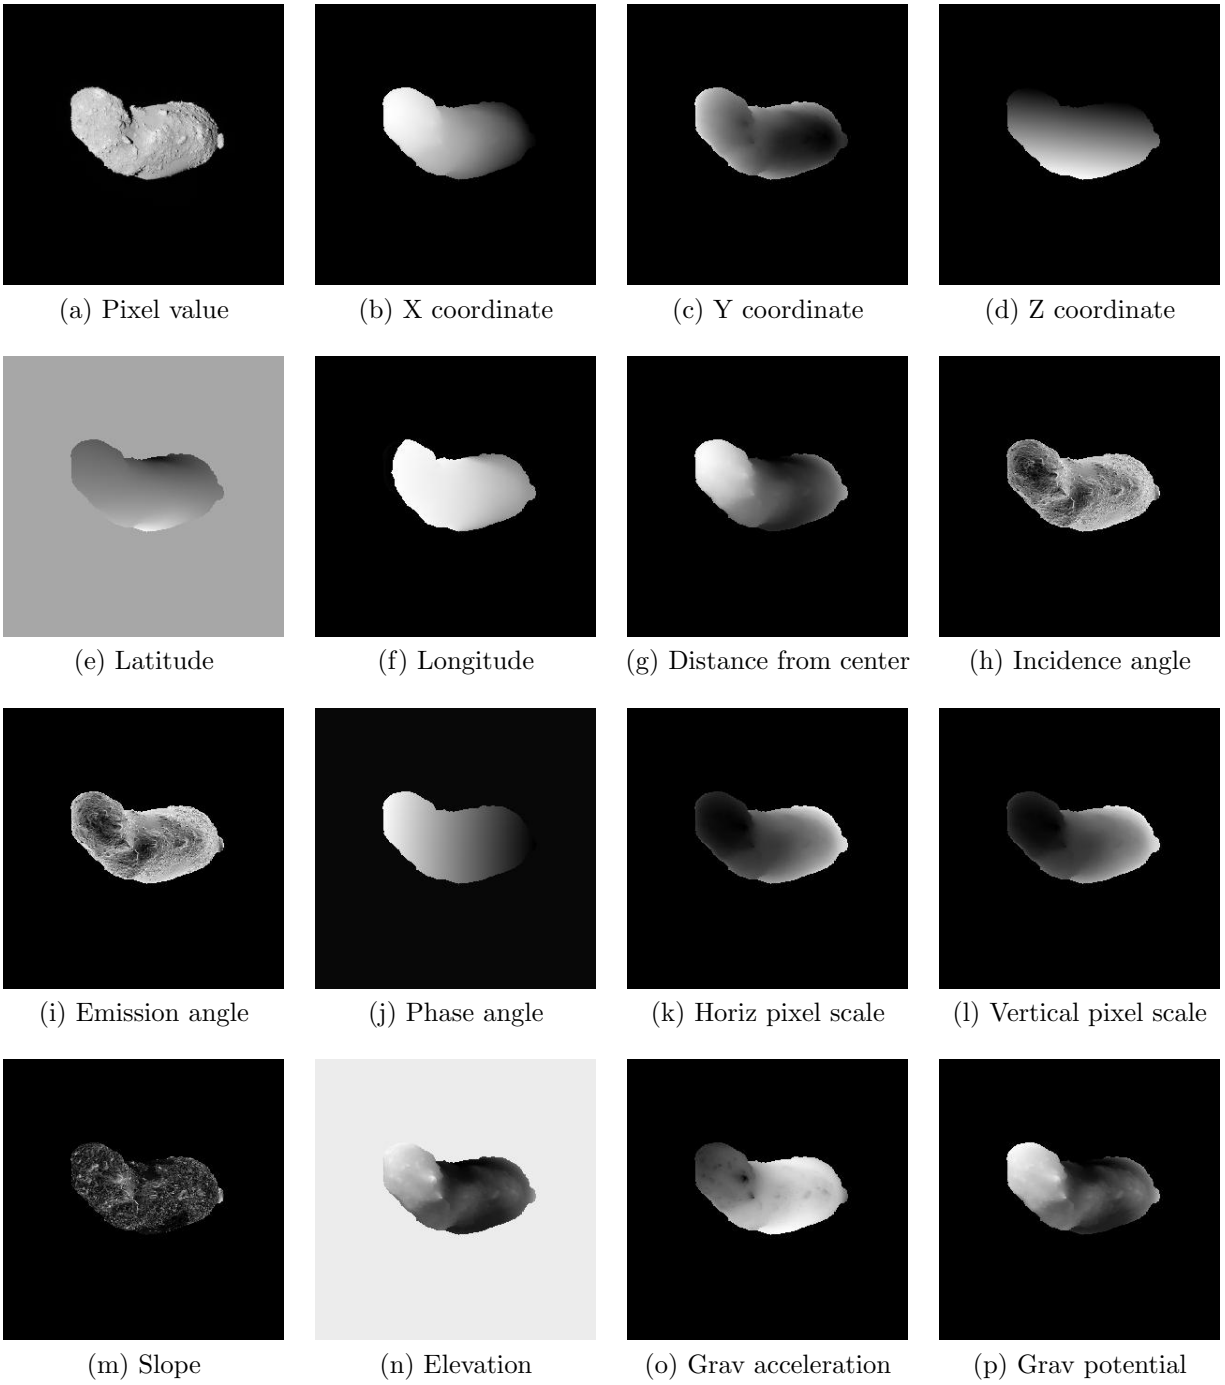 (a) Pixel value
(b) X coordinate
(c) Y coordinate
(d) Z coordinate
(e) Latitude
(f) Longitude
(g) Distance from center
(h) Incidence angle
(i) Emission angle
(j) Phase angle
(k) Horiz pixel scale
(l) Vertical pixel scale
(m) Slope
(n) Elevation
(o) Grav acceleration
(p) Grav potential